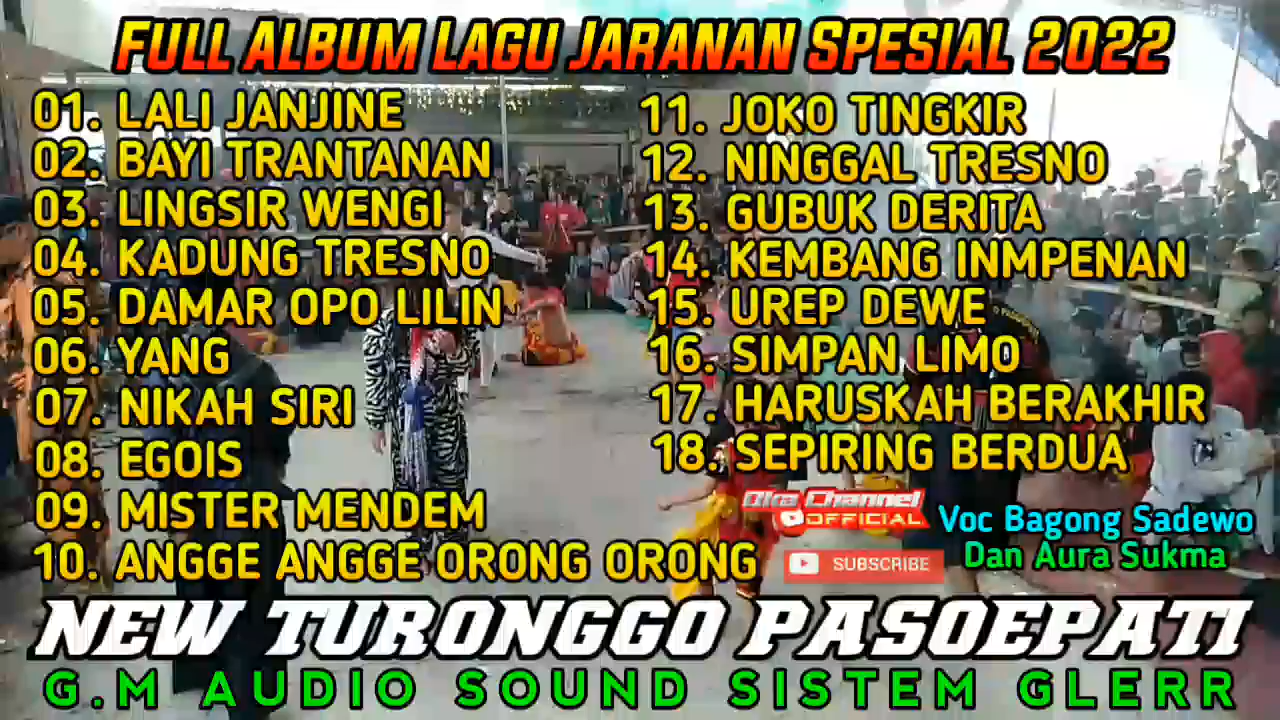 FULL ALBUM LAGU JARANAN SPESIAL 2022
01. LALI JANJINE
02. BAYI TRANTANAN
03. LINGSIR WENGI
04. KADUNG TRESNO
05. DAMAR OPO LILIN
06. YANG
07. NIKAH SIRI
08. EGOIS
09. MISTER MENDEM
10. ANGGE ANGGE ORONG ORONG
11. JOKO TINGKIR
12. NINGGAL TRESNO
13. GUBUK DERITA
14. KEMBANG INMPENAN
15. UREP DEWE
16. SIMPAN LIMO
17. HARUSKAH BERAKHIR
18. SEPIRING BERDUA
Channel
OFFICIAL
SUBSCRIBE
Voc Bagong Sadewo
Dan Aura Sukma
NEW TURONGGO PASOEPATI
G.M AUDIO SOUND SISTEM GLERR